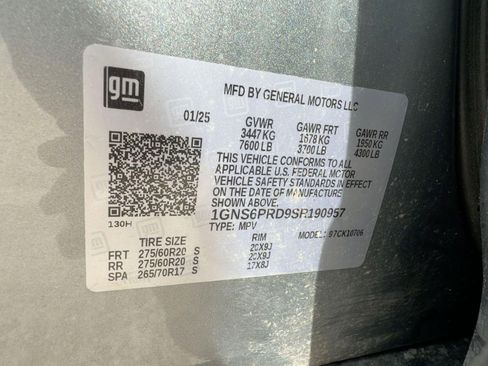 gm
MFD BY GENERAL MOTORS LLC
01/25 GVWR GAWR FRT GAWR RR
3447 KG 1678 KG 1950 KG
7600 LB 3700 LB 4300 LB
THIS VEHICLE CONFORMS TO ALL
APPLICABLE U.S. FEDERAL MOTOR
VEHICLE SAFETY STANDARDS IN EFFECT
ON THE DATE OF MANUFACTURE
SHOWN ABOVE.
1GNS6PRD9SR190957
130H
TYPE: MPV MODEL:
TIRE SIZE RIM
FRT 275/60R20 S 20X9J
RR 275/60R20 S 20X9J
SPA 265/70R17 S 17X8J